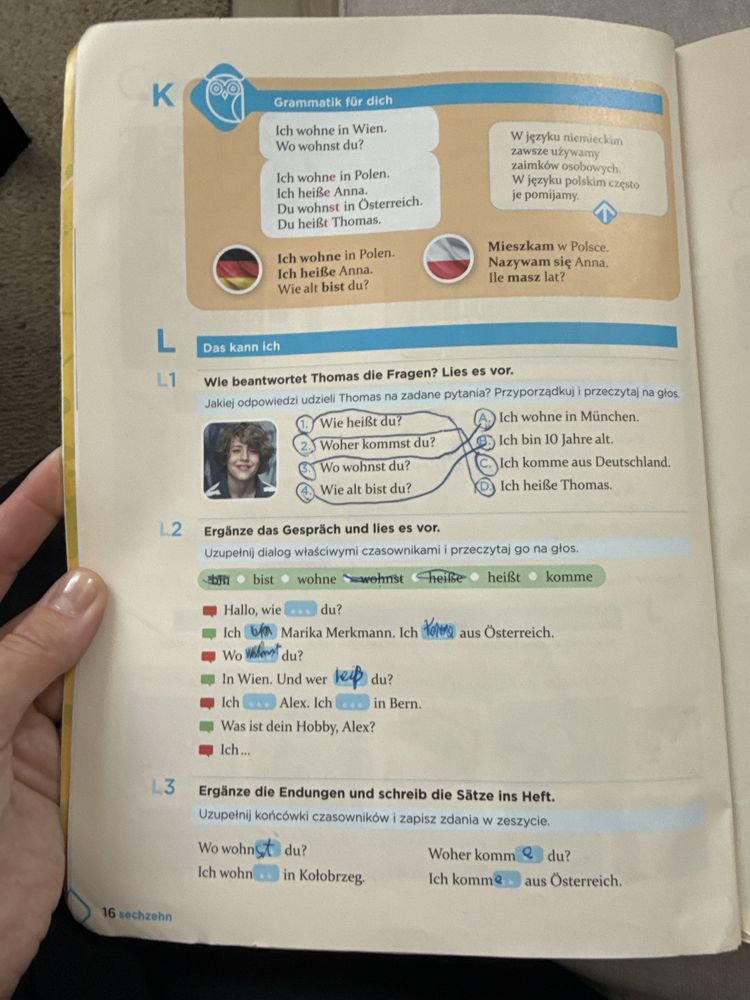 K
Grammatik für dich
Ich wohne in Wien.
Wo wohnst du?
Ich wohne in Polen.
Ich heiße Anna.
Du wohnst in Österreich.
Du heißt Thomas.
W języku niemieckim
zawsze używamy
zaimków osobowych.
W języku polskim często
je pomijamy.
Ich wohne in Polen.
Ich heiße Anna.
Wie alt bist du?
Mieszkam w Polsce.
Nazywam się Anna.
Ile masz lat?
L Das kann ich
L1 Wie beantwortet Thomas die Fragen? Lies es vor.
Jakiej odpowiedzi udzieli Thomas na zadane pytania? Przyporządkuj i przeczytaj na głos.
1. Wie heißt du?
2. Woher kommst du?
3. Wo wohnst du?
4. Wie alt bist du?
A. Ich wohne in München.
B. Ich bin 10 Jahre alt.
C. Ich komme aus Deutschland.
D. Ich heiße Thomas.
L2 Ergänze das Gespräch und lies es vor.
Uzupełnij dialog właściwymi czasownikami i przeczytaj go na głos.
bin bist wohne wohnst heiße heißt komme
Hallo, wie ... du?
Ich bin Marika Merkmann. Ich aus Österreich.
Wo wohnst du?
In Wien. Und wer du?
Ich ... Alex. Ich ... in Bern.
Was ist dein Hobby, Alex?
Ich ...
L3 Ergänze die Endungen und schreib die Sätze ins Heft.
Uzupełnij końcówki czasowników i zapisz zdania w zeszycie.
Wo wohnst du?
Ich wohn.. in Kołobrzeg.
Woher komme du?
Ich komme aus Österreich.
16 sechzehn